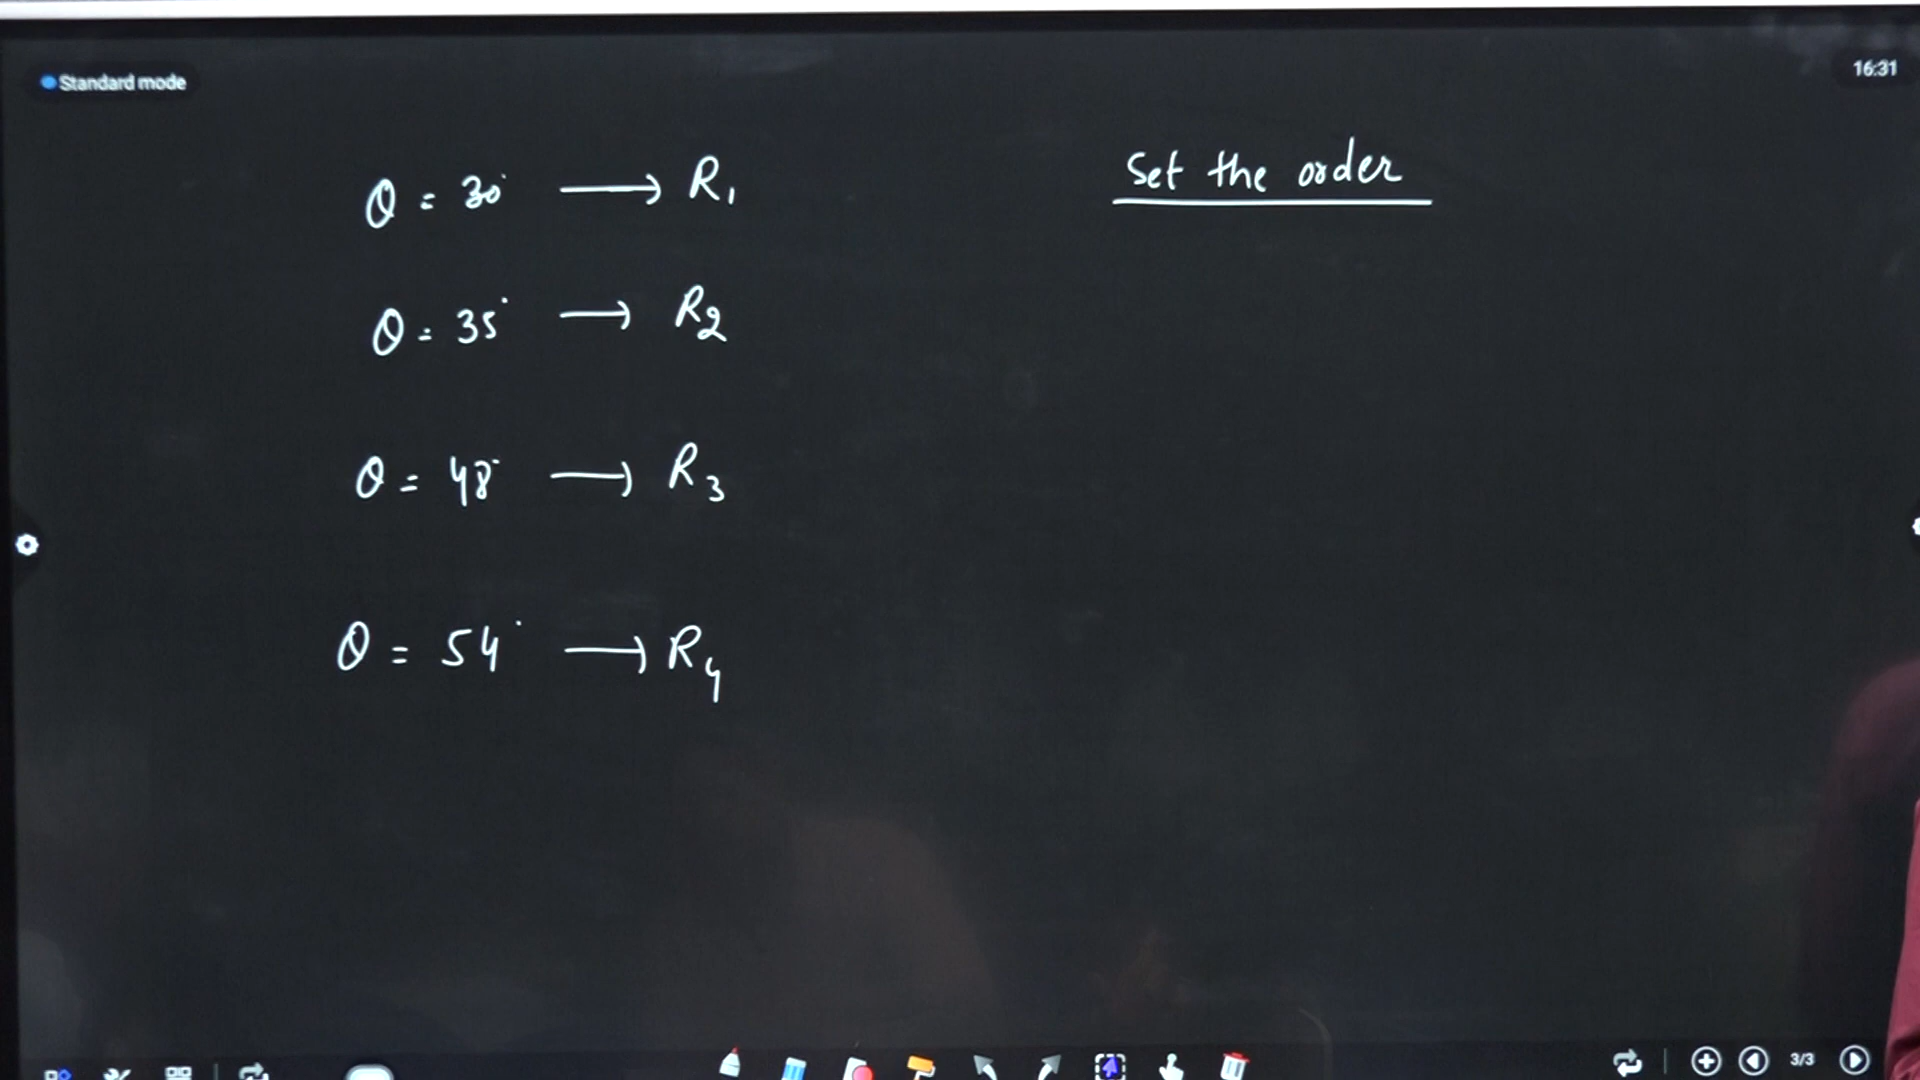 Standard mode
16:31
Set the order
θ = 30° → R₁
θ = 35° → R₂
θ = 48° → R₃
θ = 54° → R₄
3/3